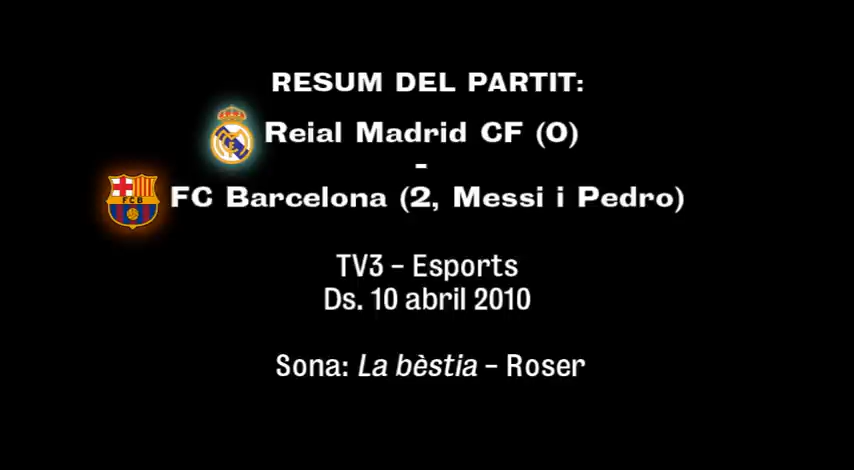 RESUM DEL PARTIT:
Reial Madrid CF (0)
-
FCB
FC Barcelona (2, Messi i Pedro)
TV3 - Esports
Ds. 10 abril 2010
Sona: La bèstia - Roser